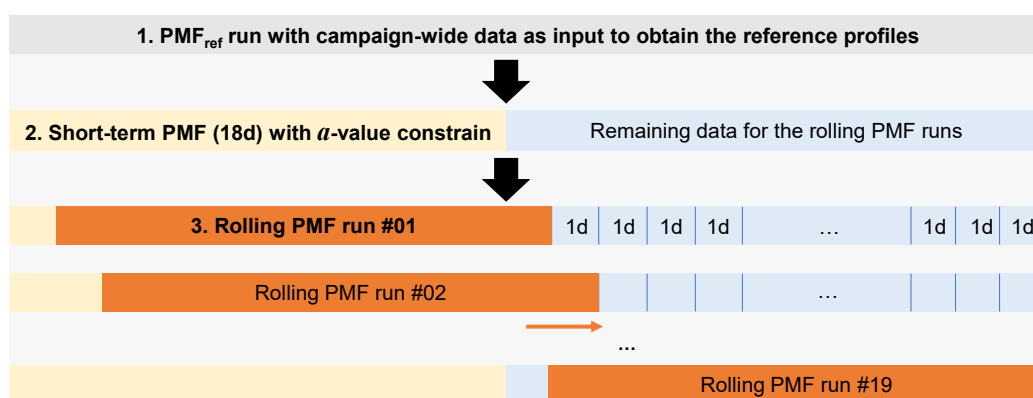 1. PMFref run with campaign-wide data as input to obtain the reference profiles
2. Short-term PMF (18d) with a-value constrain
Remaining data for the rolling PMF runs
3. Rolling PMF run #01
1d 1d 1d 1d … 1d 1d 1d
Rolling PMF run #02
…
...
Rolling PMF run #19